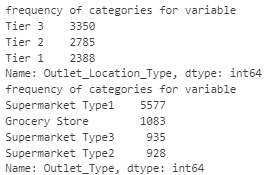 frequency of categories for variable
Tier 3    3350
Tier 2    2785
Tier 1    2388
Name: Outlet_Location_Type, dtype: int64
frequency of categories for variable
Supermarket Type1    5577
Grocery Store        1083
Supermarket Type3     935
Supermarket Type2     928
Name: Outlet_Type, dtype: int64